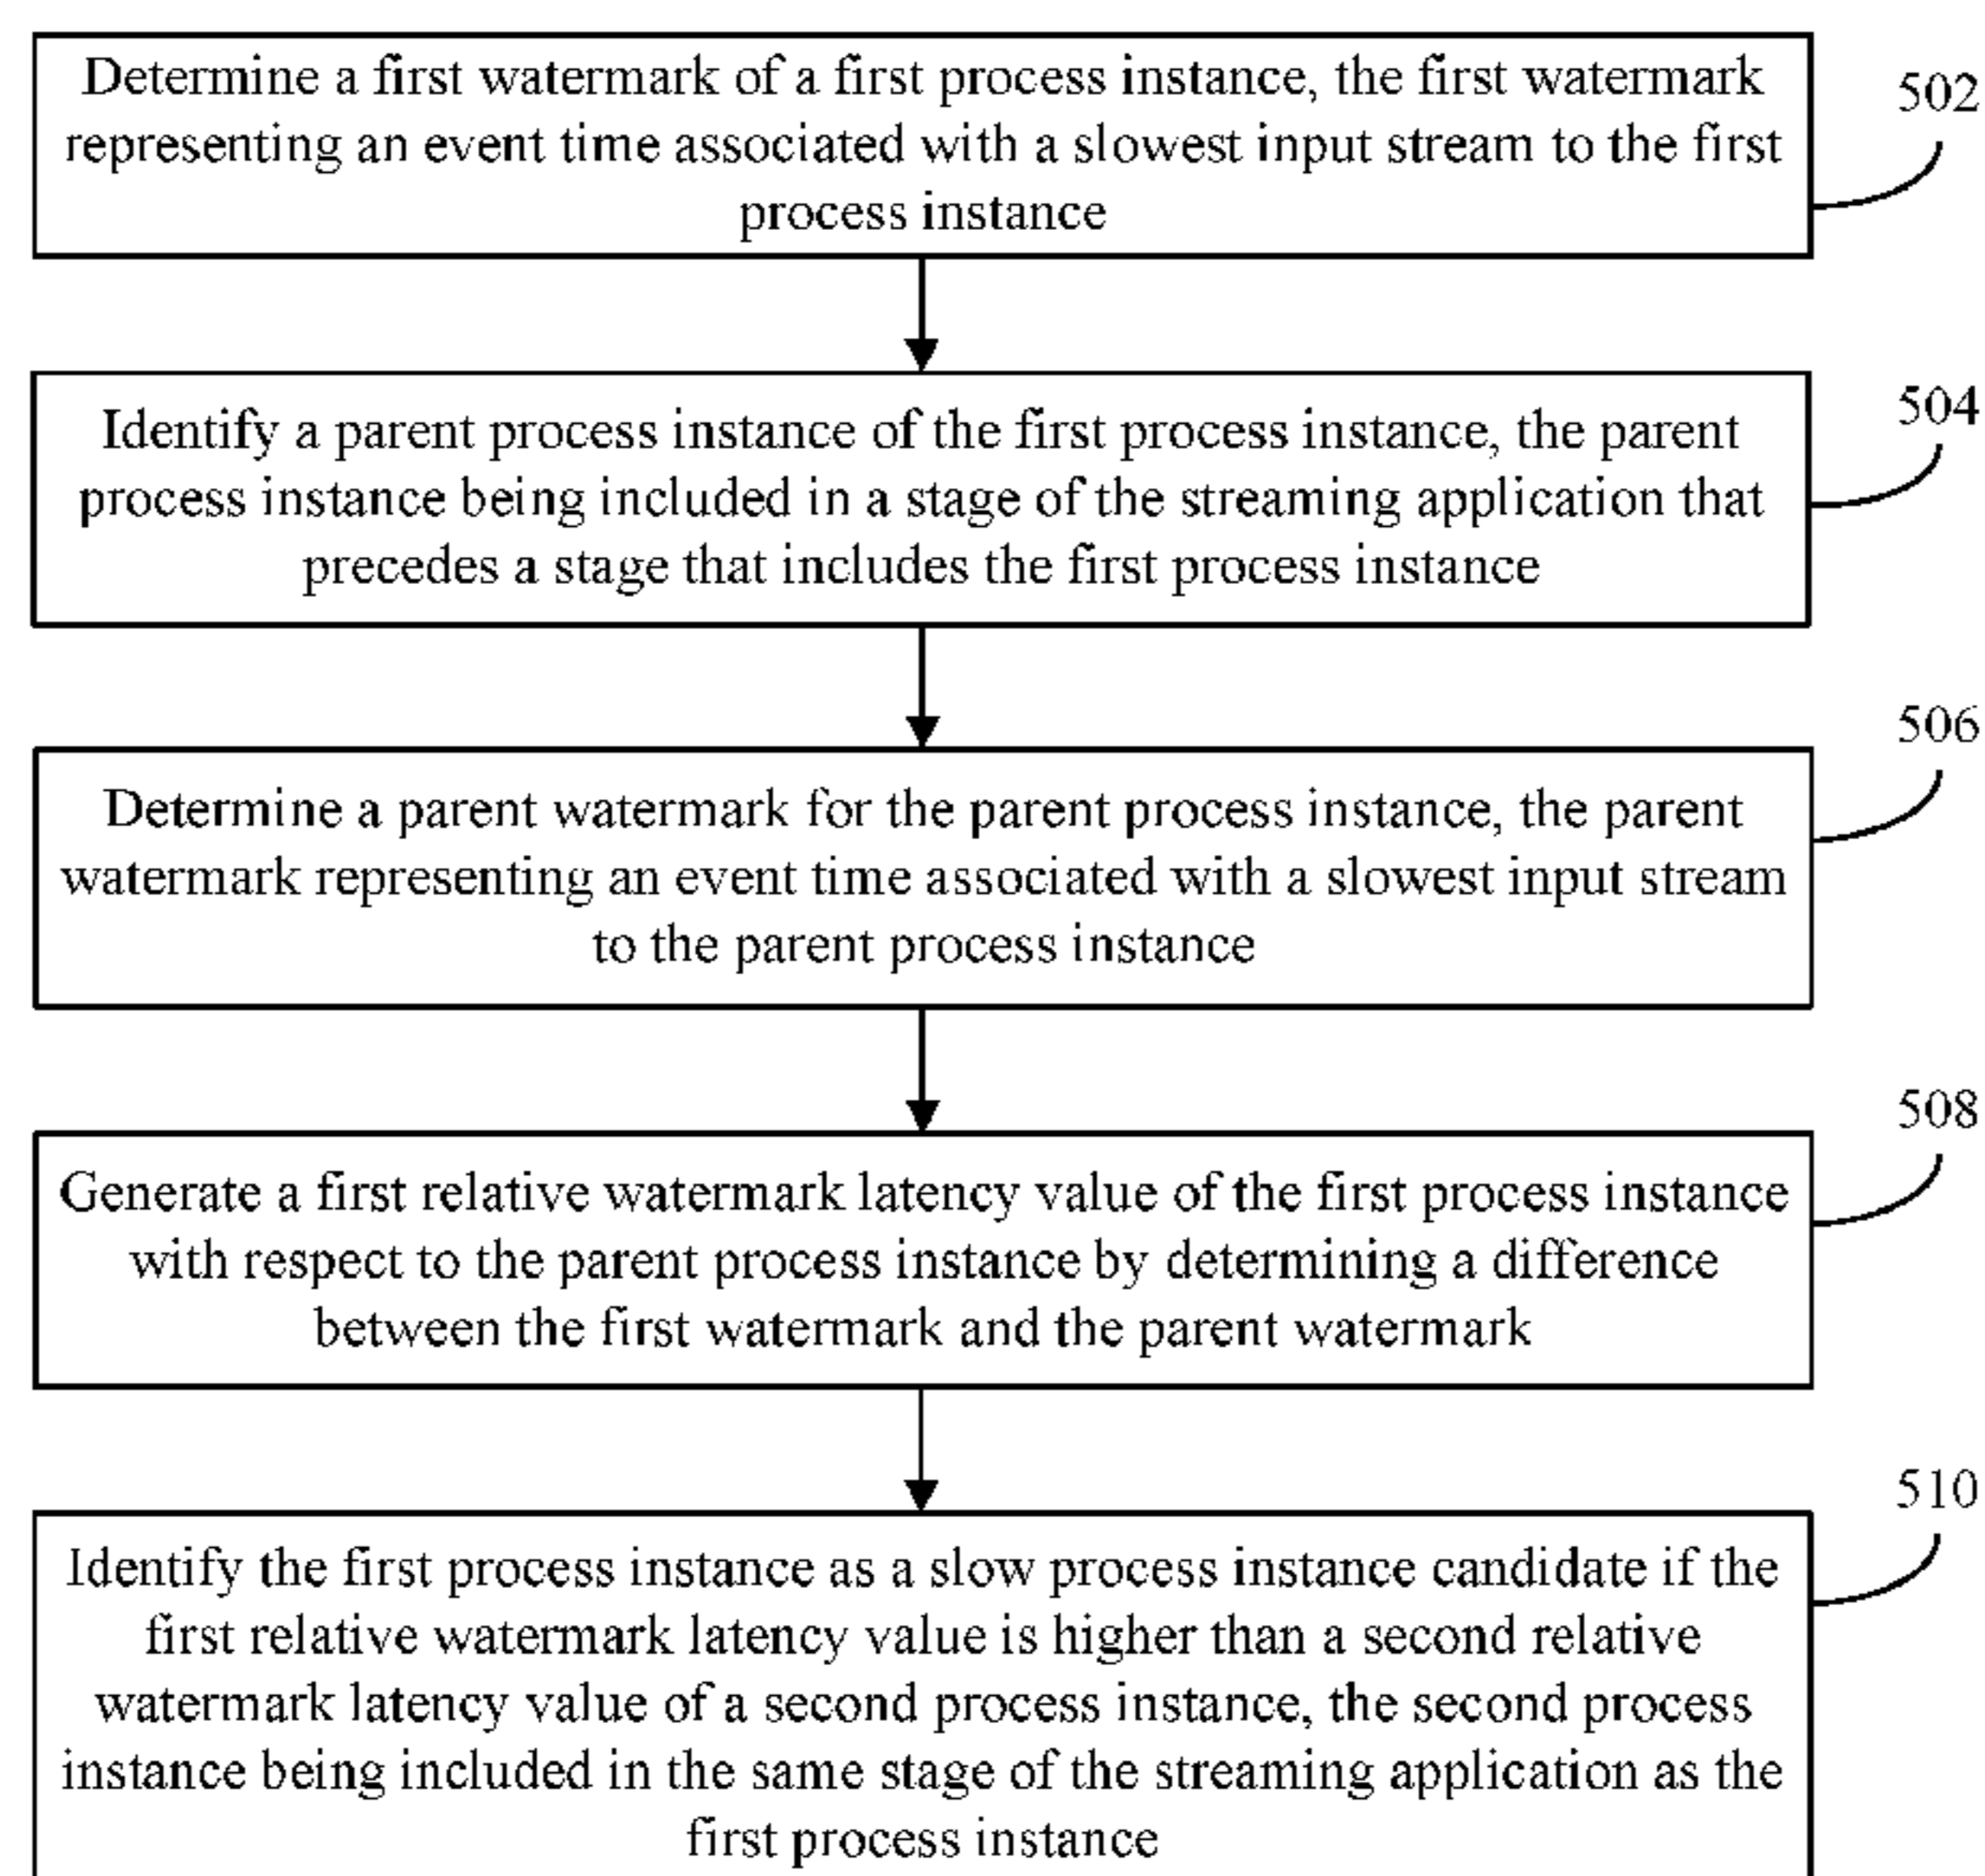 Determine a first watermark of a first process instance, the first watermark
representing an event time associated with a slowest input stream to the first
process instance
502
Identify a parent process instance of the first process instance, the parent
process instance being included in a stage of the streaming application that
precedes a stage that includes the first process instance
504
Determine a parent watermark for the parent process instance, the parent
watermark representing an event time associated with a slowest input stream
to the parent process instance
506
Generate a first relative watermark latency value of the first process instance
with respect to the parent process instance by determining a difference
between the first watermark and the parent watermark
508
Identify the first process instance as a slow process instance candidate if the
first relative watermark latency value is higher than a second relative
watermark latency value of a second process instance, the second process
instance being included in the same stage of the streaming application as the
first process instance
510